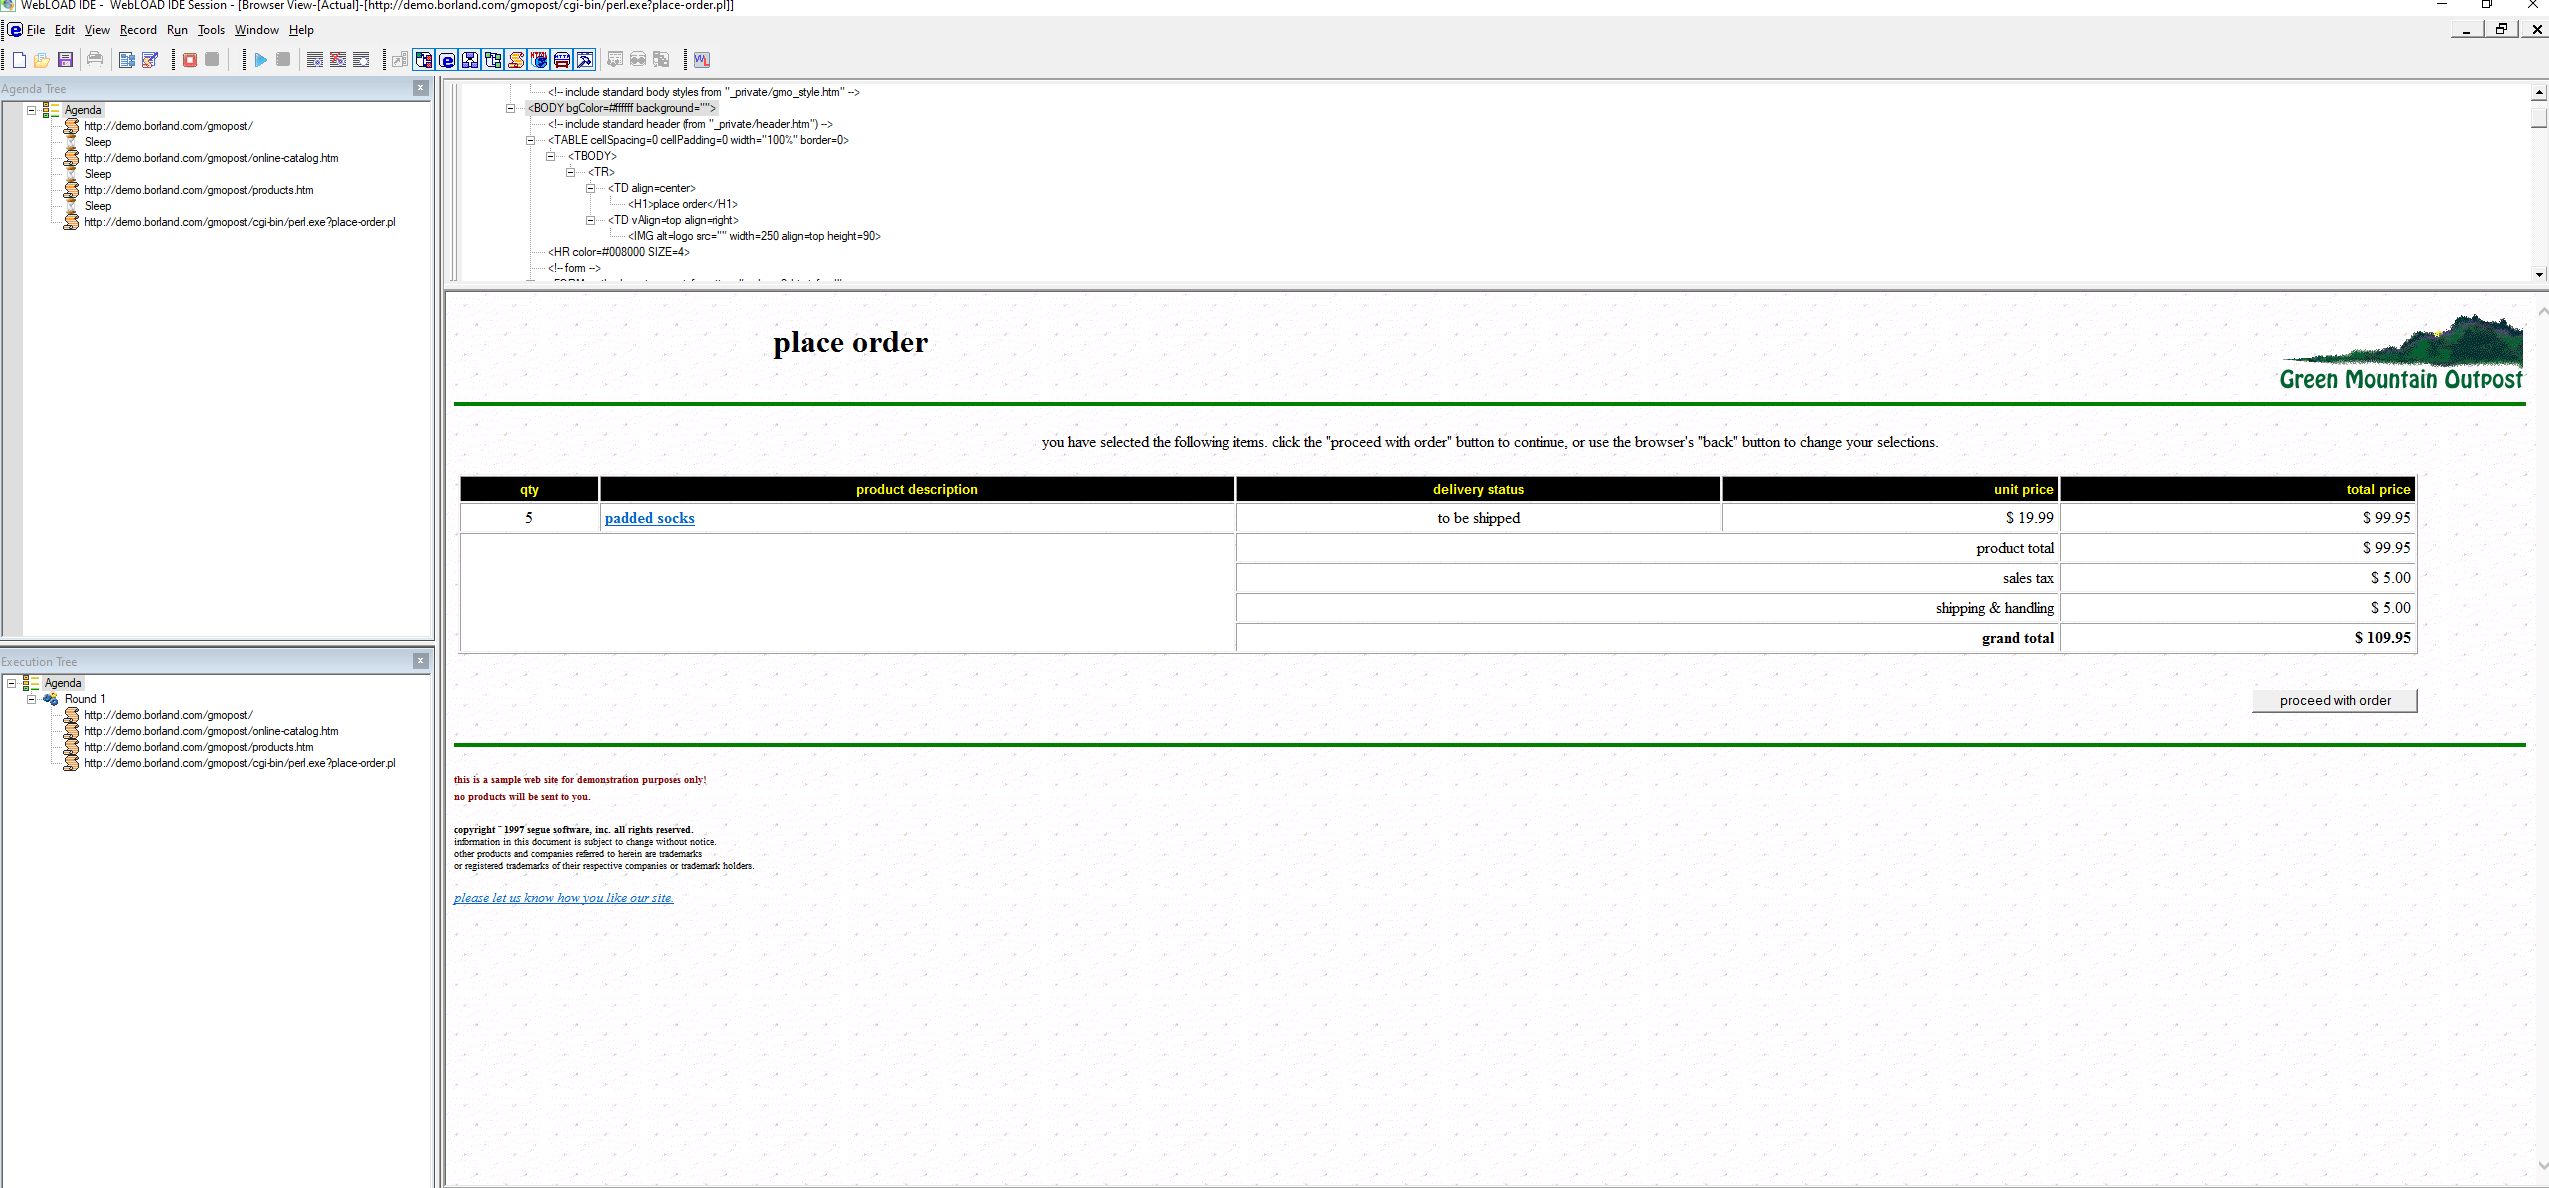 WebLOAD IDE - WebLOAD IDE Session - [Browser View-[Actual]-[http://demo.borland.com/gmopost/cgi-bin/perl.exe?place-order.pl]]
File Edit View Record Run Tools Window Help
Agenda Tree
Agenda
http://demo.borland.com/gmopost/
Sleep
http://demo.borland.com/gmopost/online-catalog.htm
Sleep
http://demo.borland.com/gmopost/products.htm
Sleep
http://demo.borland.com/gmopost/cgi-bin/perl.exe?place-order.pl
Execution Tree
Agenda
Round 1
http://demo.borland.com/gmopost/
http://demo.borland.com/gmopost/online-catalog.htm
http://demo.borland.com/gmopost/products.htm
http://demo.borland.com/gmopost/cgi-bin/perl.exe?place-order.pl
<!-- include standard body styles from "_private/gmo_style.htm" -->
<BODY bgColor=#ffffff background="">
<!-- include standard header (from "_private/header.htm") -->
<TABLE cellSpacing=0 cellPadding=0 width="100%" border=0>
<TBODY>
<TR>
<TD align=center>
<H1>place order</H1>
<TD vAlign=top align=right>
<IMG alt=logo src="" width=250 align=top height=90>
<HR color=#008000 SIZE=4>
<!-- form -->
place order
Green Mountain Outpost
you have selected the following items. click the "proceed with order" button to continue, or use the browser's "back" button to change your selections.
qty product description delivery status unit price total price
5 padded socks to be shipped $ 19.99 $ 99.95
product total $ 99.95
sales tax $ 5.00
shipping & handling $ 5.00
grand total $ 109.95
proceed with order
this is a sample web site for demonstration purposes only!
no products will be sent to you.
copyright ¨ 1997 segue software, inc. all rights reserved.
information in this document is subject to change without notice.
other products and companies referred to herein are trademarks
or registered trademarks of their respective companies or trademark holders.
please let us know how you like our site.